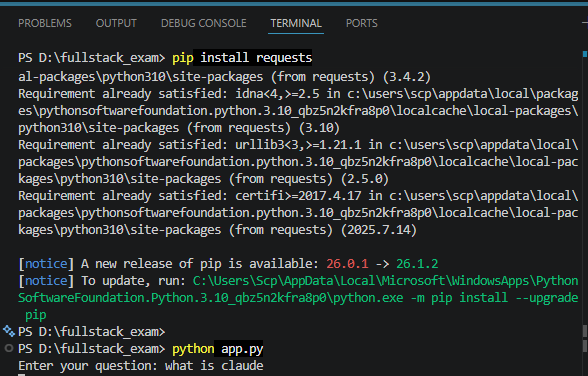 PROBLEMS OUTPUT DEBUG CONSOLE TERMINAL PORTS
PS D:\fullstack_exam> pip install requests
al-packages\python310\site-packages (from requests) (3.4.2)
Requirement already satisfied: idna<4,>=2.5 in c:\users\scp\appdata\local\packag
es\pythonsoftwarefoundation.python.3.10_qbz5n2kfra8p0\localcache\local-packages\
python310\site-packages (from requests) (3.10)
Requirement already satisfied: urllib3<3,>=1.21.1 in c:\users\scp\appdata\local\
packages\pythonsoftwarefoundation.python.3.10_qbz5n2kfra8p0\localcache\local-pac
kages\python310\site-packages (from requests) (2.5.0)
Requirement already satisfied: certifi>=2017.4.17 in c:\users\scp\appdata\local\
packages\pythonsoftwarefoundation.python.3.10_qbz5n2kfra8p0\localcache\local-pac
kages\python310\site-packages (from requests) (2025.7.14)
[notice] A new release of pip is available: 26.0.1 -> 26.1.2
[notice] To update, run: C:\Users\Scp\AppData\Local\Microsoft\WindowsApps\Python
SoftwareFoundation.Python.3.10_qbz5n2kfra8p0\python.exe -m pip install --upgrade
pip
PS D:\fullstack_exam>
PS D:\fullstack_exam> python app.py
Enter your question: what is claude